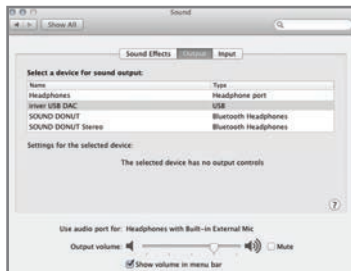 Sound
Show All
Sound Effects Output Input
Select a device for sound output:
Name Type
Headphones Headphone port
iriver USB DAC USB
SOUND DONUT Bluetooth Headphones
SOUND DONUT Stereo Bluetooth Headphones
Settings for the selected device:
The selected device has no output controls
?
Use audio port for: Headphones with Built-in External Mic
Output volume: Mute
Show volume in menu bar